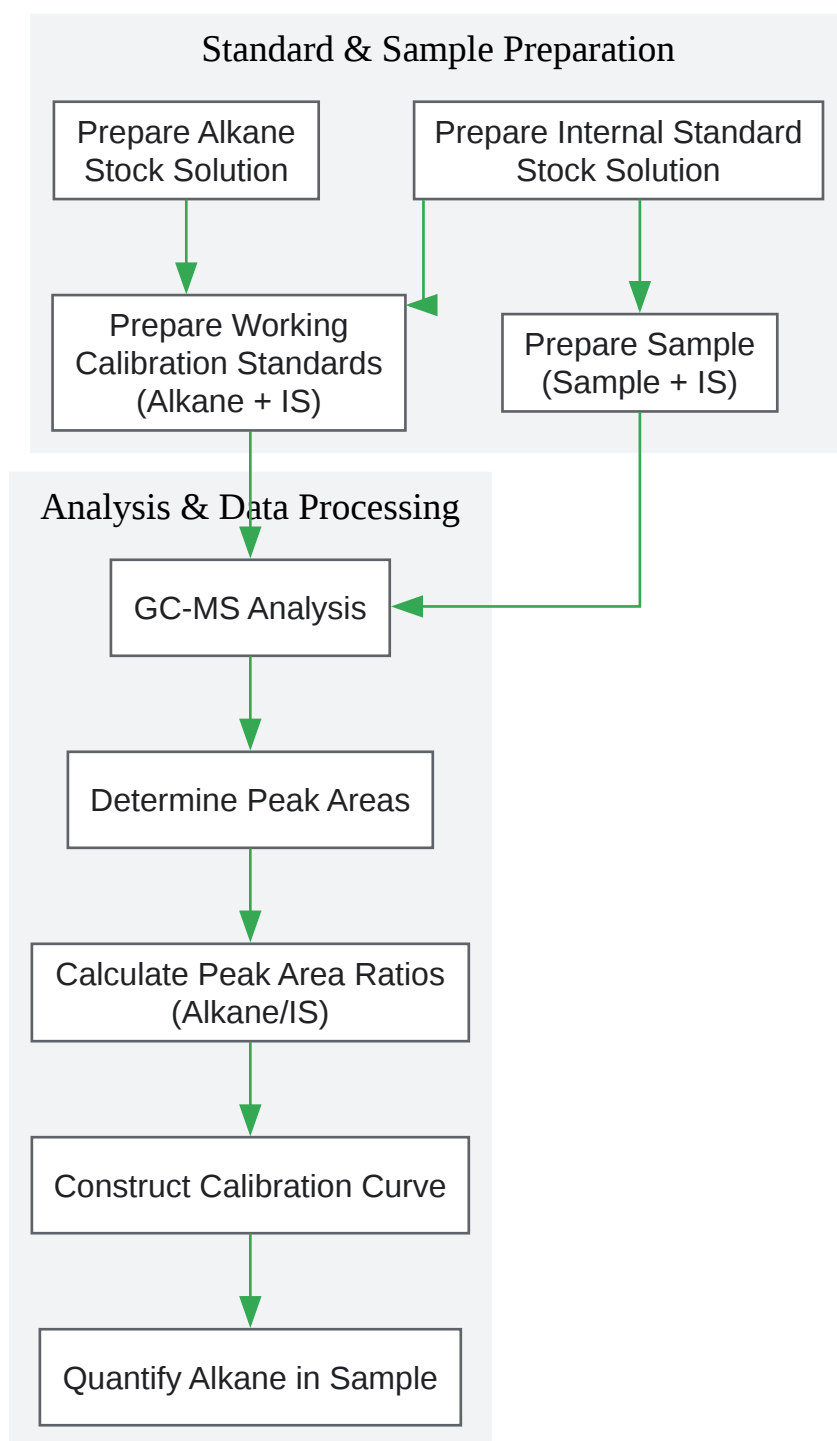 Standard & Sample Preparation
Prepare Alkane
Stock Solution
Prepare Internal Standard
Stock Solution
Prepare Working
Calibration Standards
(Alkane + IS)
Prepare Sample
(Sample + IS)
Analysis & Data Processing
GC-MS Analysis
Determine Peak Areas
Calculate Peak Area Ratios
(Alkane/IS)
Construct Calibration Curve
Quantify Alkane in Sample